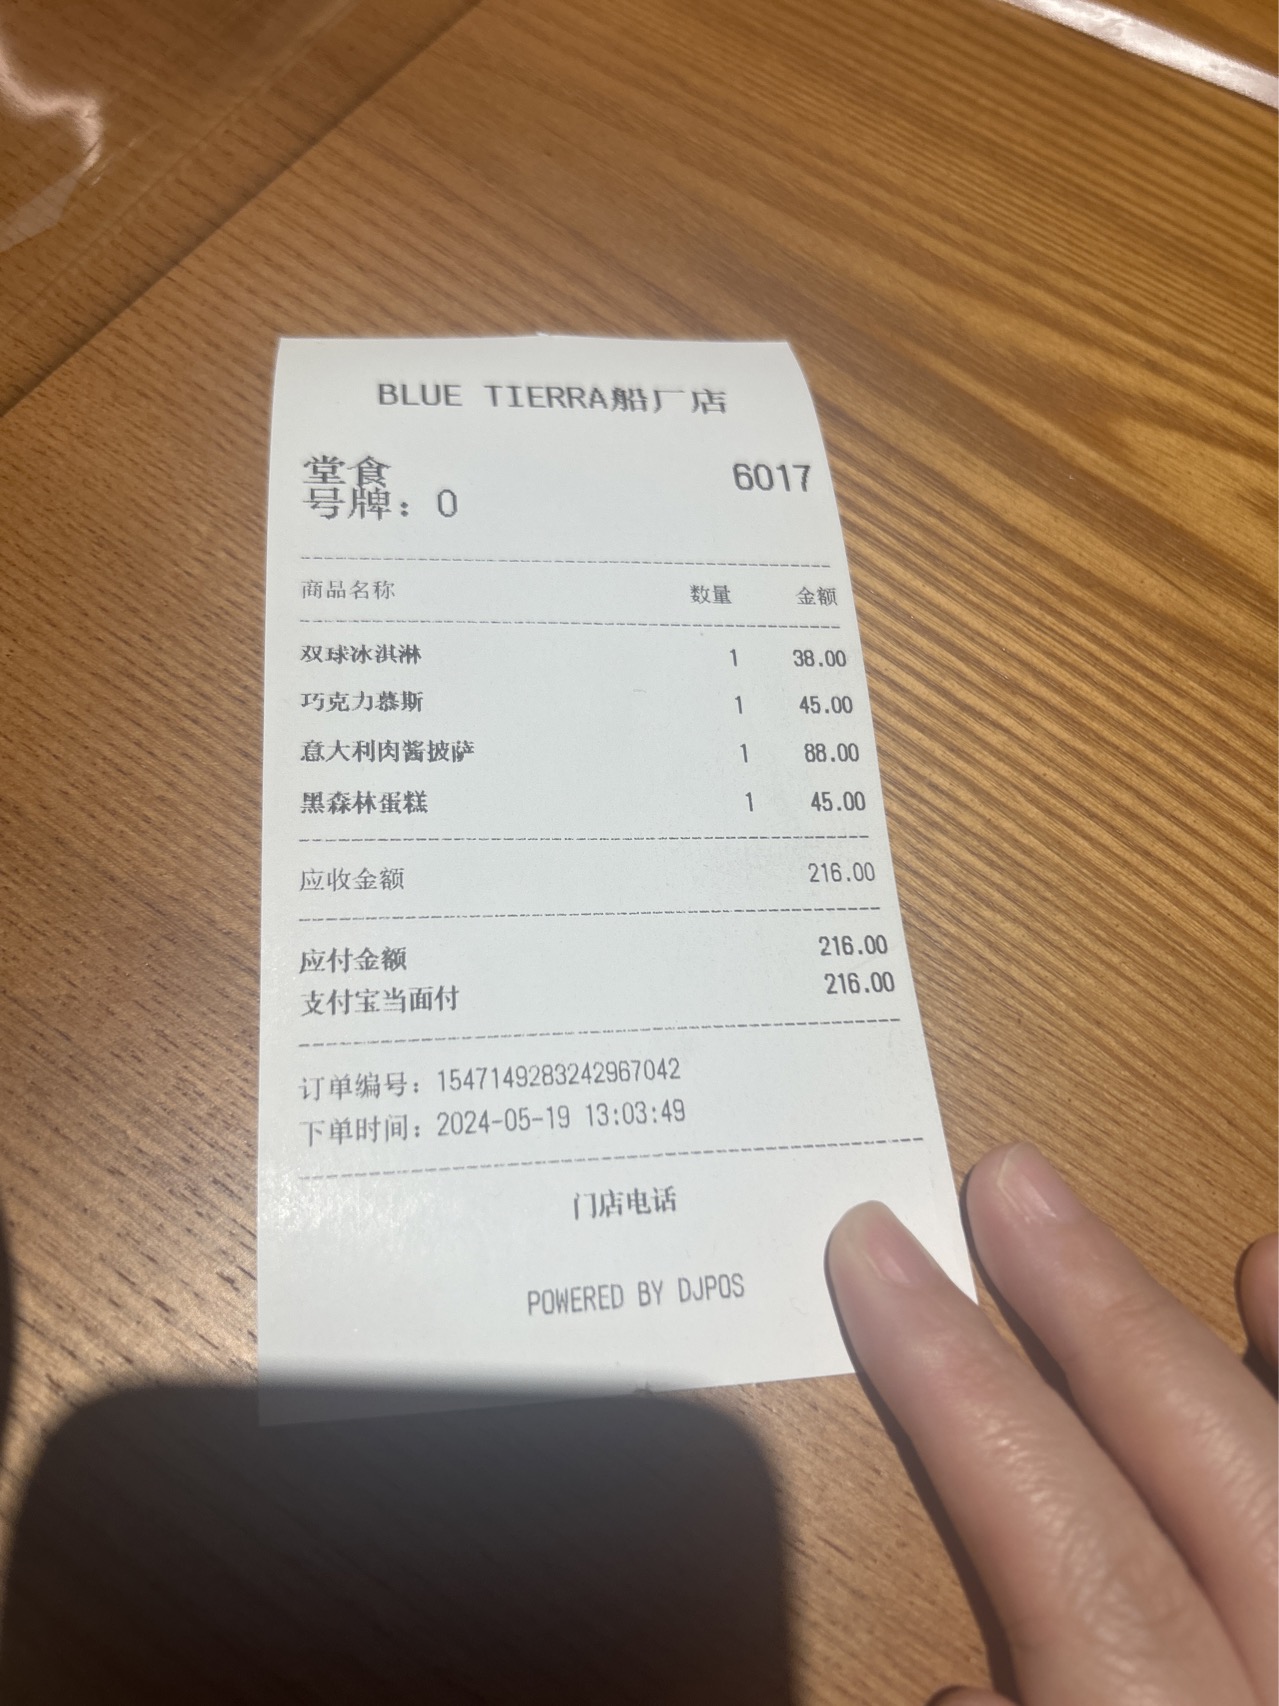 BLUE TIERRA船厂店
堂食 6017
号牌：0
商品名称 数量 金额
双球冰淇淋 1 38.00
巧克力慕斯 1 45.00
意大利肉酱披萨 1 88.00
黑森林蛋糕 1 45.00
应收金额 216.00
应付金额 216.00
支付宝当面付 216.00
订单编号：1547149283242967042
下单时间：2024-05-19 13:03:49
门店电话
POWERED BY DJPOS